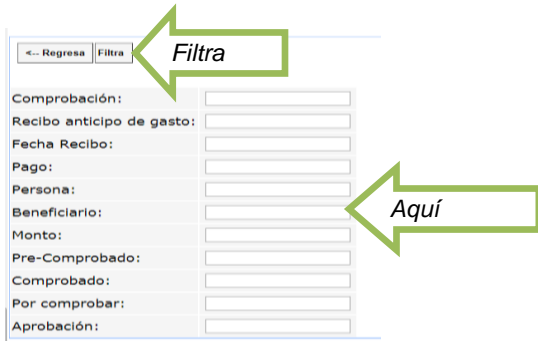 <-- Regresa Filtra Filtra
Comprobación:
Recibo anticipo de gasto:
Fecha Recibo:
Pago:
Persona:
Beneficiario: Aquí
Monto:
Pre-Comprobado:
Comprobado:
Por comprobar:
Aprobación: